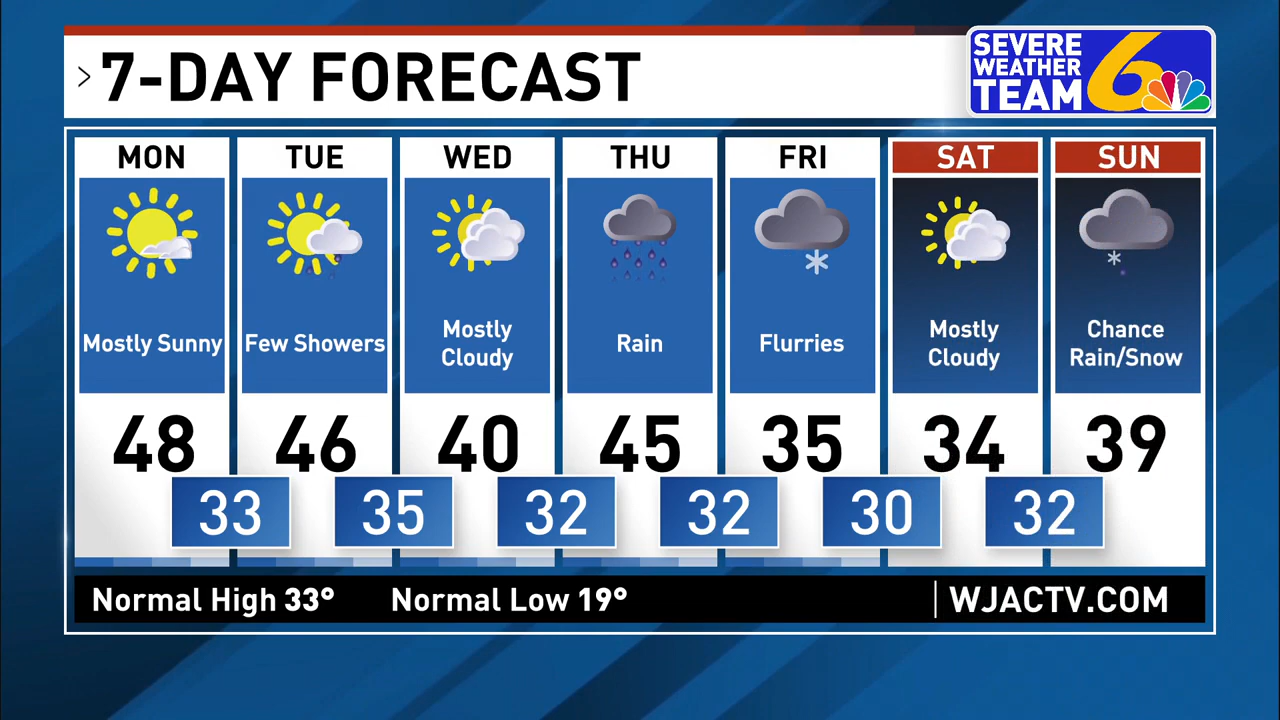 > 7-DAY FORECAST
SEVERE
WEATHER
TEAM
6
MON TUE WED THU FRI SAT SUN
Mostly Sunny
Few Showers
Mostly
Cloudy
Rain
Flurries
Mostly
Cloudy
Chance
Rain/Snow
48 46 40 45 35 34 39
33 35 32 32 30 32
Normal High 33° Normal Low 19° | WJACTV.COM